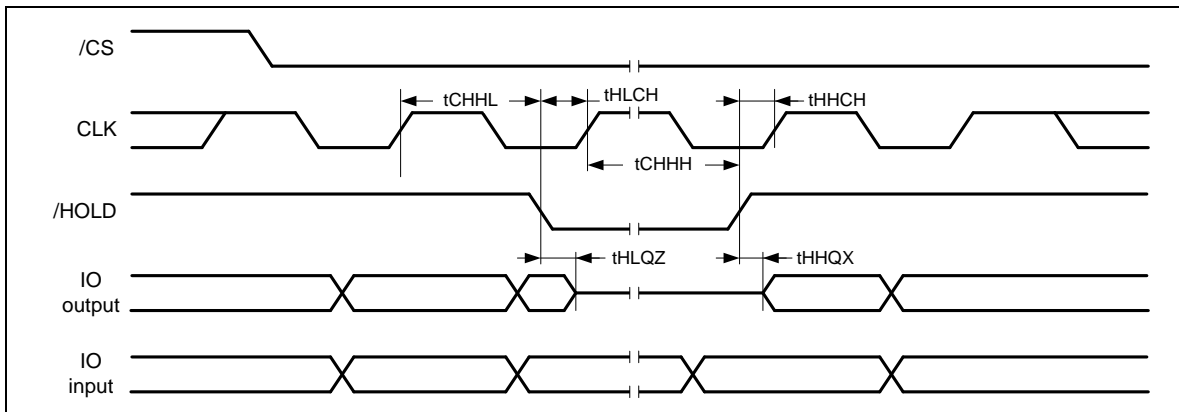 /CS
tCHHL
tHLCH
tHHCH
CLK
tCHHH
/HOLD
tHLQZ
tHHQX
IO
output
IO
input